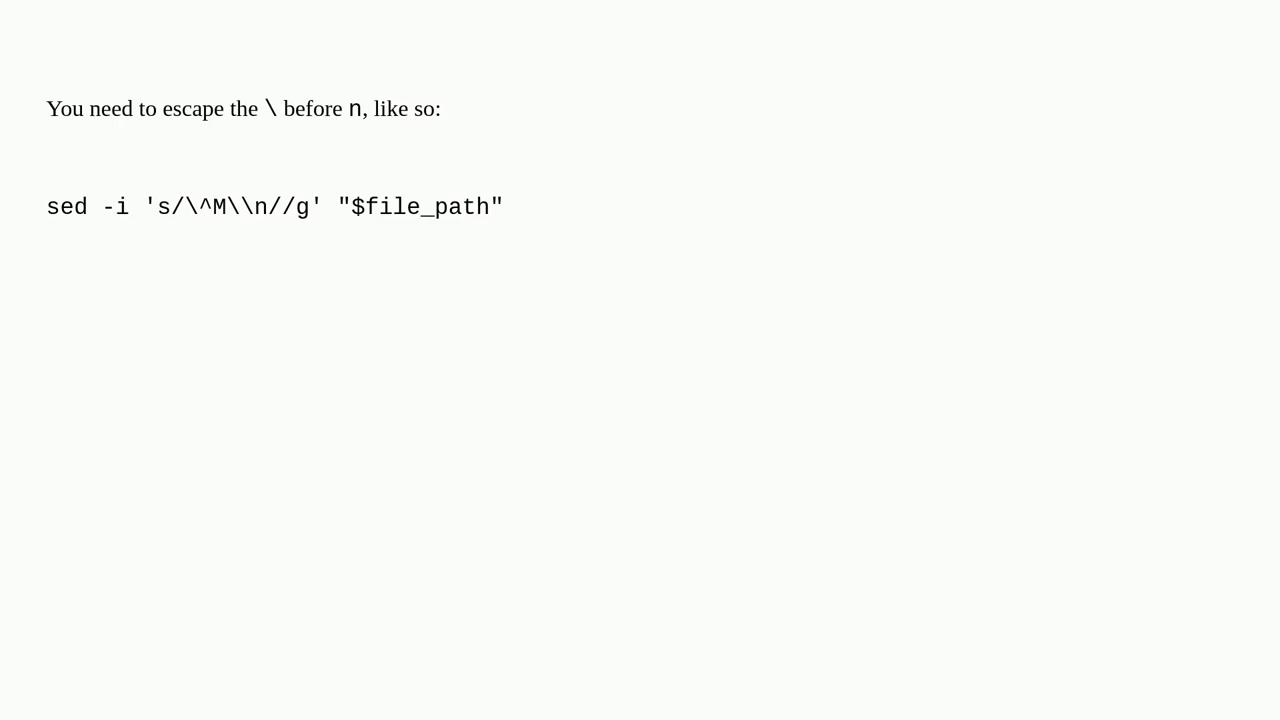 You need to escape the \ before n, like so:
sed -i 's/\^M\\n//g' "$file_path"